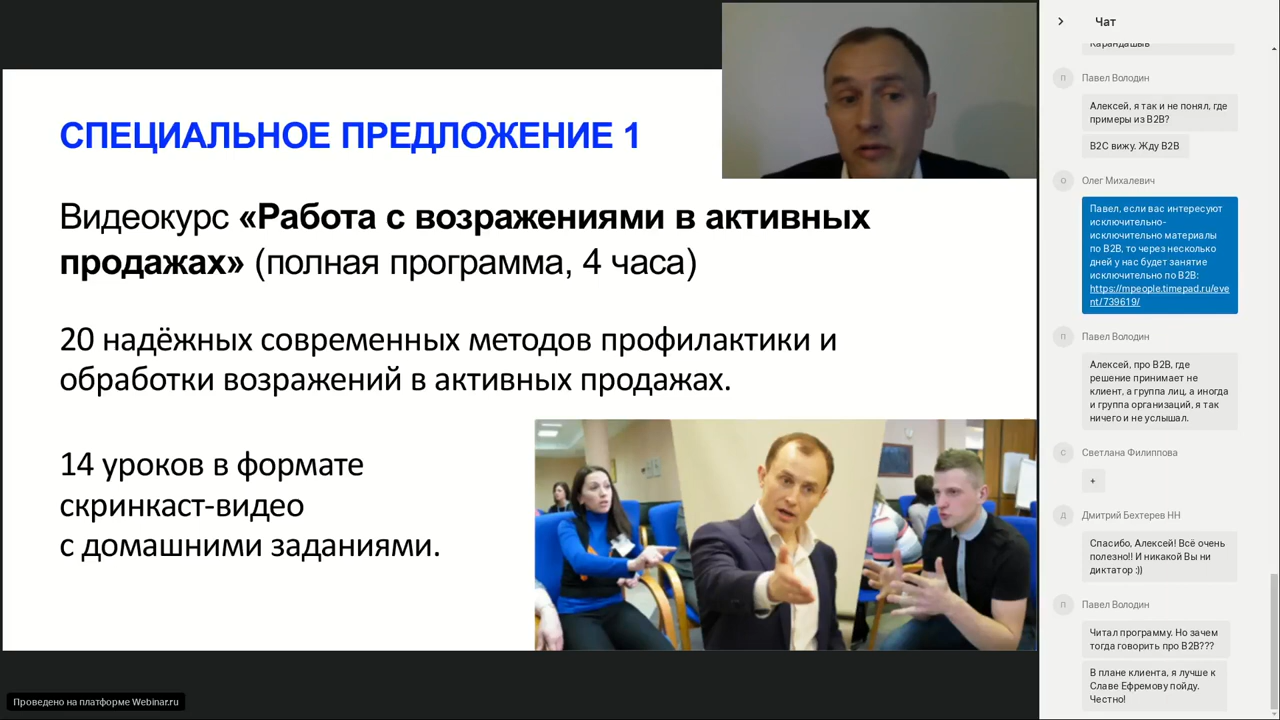 СПЕЦИАЛЬНОЕ ПРЕДЛОЖЕНИЕ 1
Видеокурс «Работа с возражениями в активных
продажах» (полная программа, 4 часа)
20 надёжных современных методов профилактики и
обработки возражений в активных продажах.
14 уроков в формате
скринкаст-видео
с домашними заданиями.
Проведено на платформе Webinar.ru
Чат
Карандашыв
П
Павел Володин
Алексей, я так и не понял, где
примеры из B2B?
B2C вижу. Жду B2B
О
Олег Михалевич
Павел, если вас интересуют
исключительно-
исключительно материалы
по B2B, то через несколько
дней у нас будет занятие
исключительно по B2B:
https://mpeople.timepad.ru/eve
nt/739619/
П
Павел Володин
Алексей, про B2B, где
решение принимает не
клиент, а группа лиц, а иногда
и группа организаций, я так
ничего и не услышал.
С
Светлана Филиппова
+
Д
Дмитрий Бехтерев НН
Спасибо, Алексей! Всё очень
полезно!! И никакой Вы ни
диктатор :))
П
Павел Володин
Читал программу. Но зачем
тогда говорить про B2B???
В плане клиента, я лучше к
Славе Ефремову пойду.
Честно!